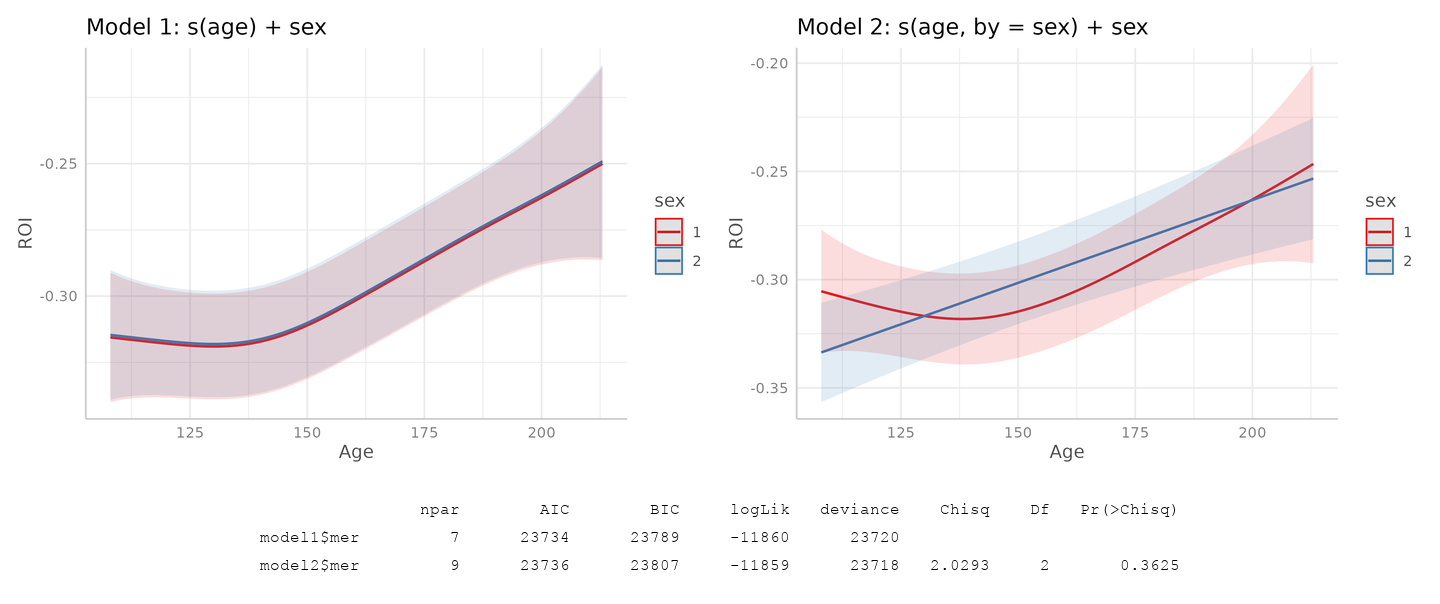 Model 1: s(age) + sex
-0.25
-0.30
ROI
125 150 175 200
Age
sex
1
2
Model 2: s(age, by = sex) + sex
-0.20
-0.25
-0.30
-0.35
ROI
125 150 175 200
Age
sex
1
2
npar AIC BIC logLik deviance Chisq Df Pr(>Chisq)
model1$mer 7 23734 23789 -11860 23720
model2$mer 9 23736 23807 -11859 23718 2.0293 2 0.3625